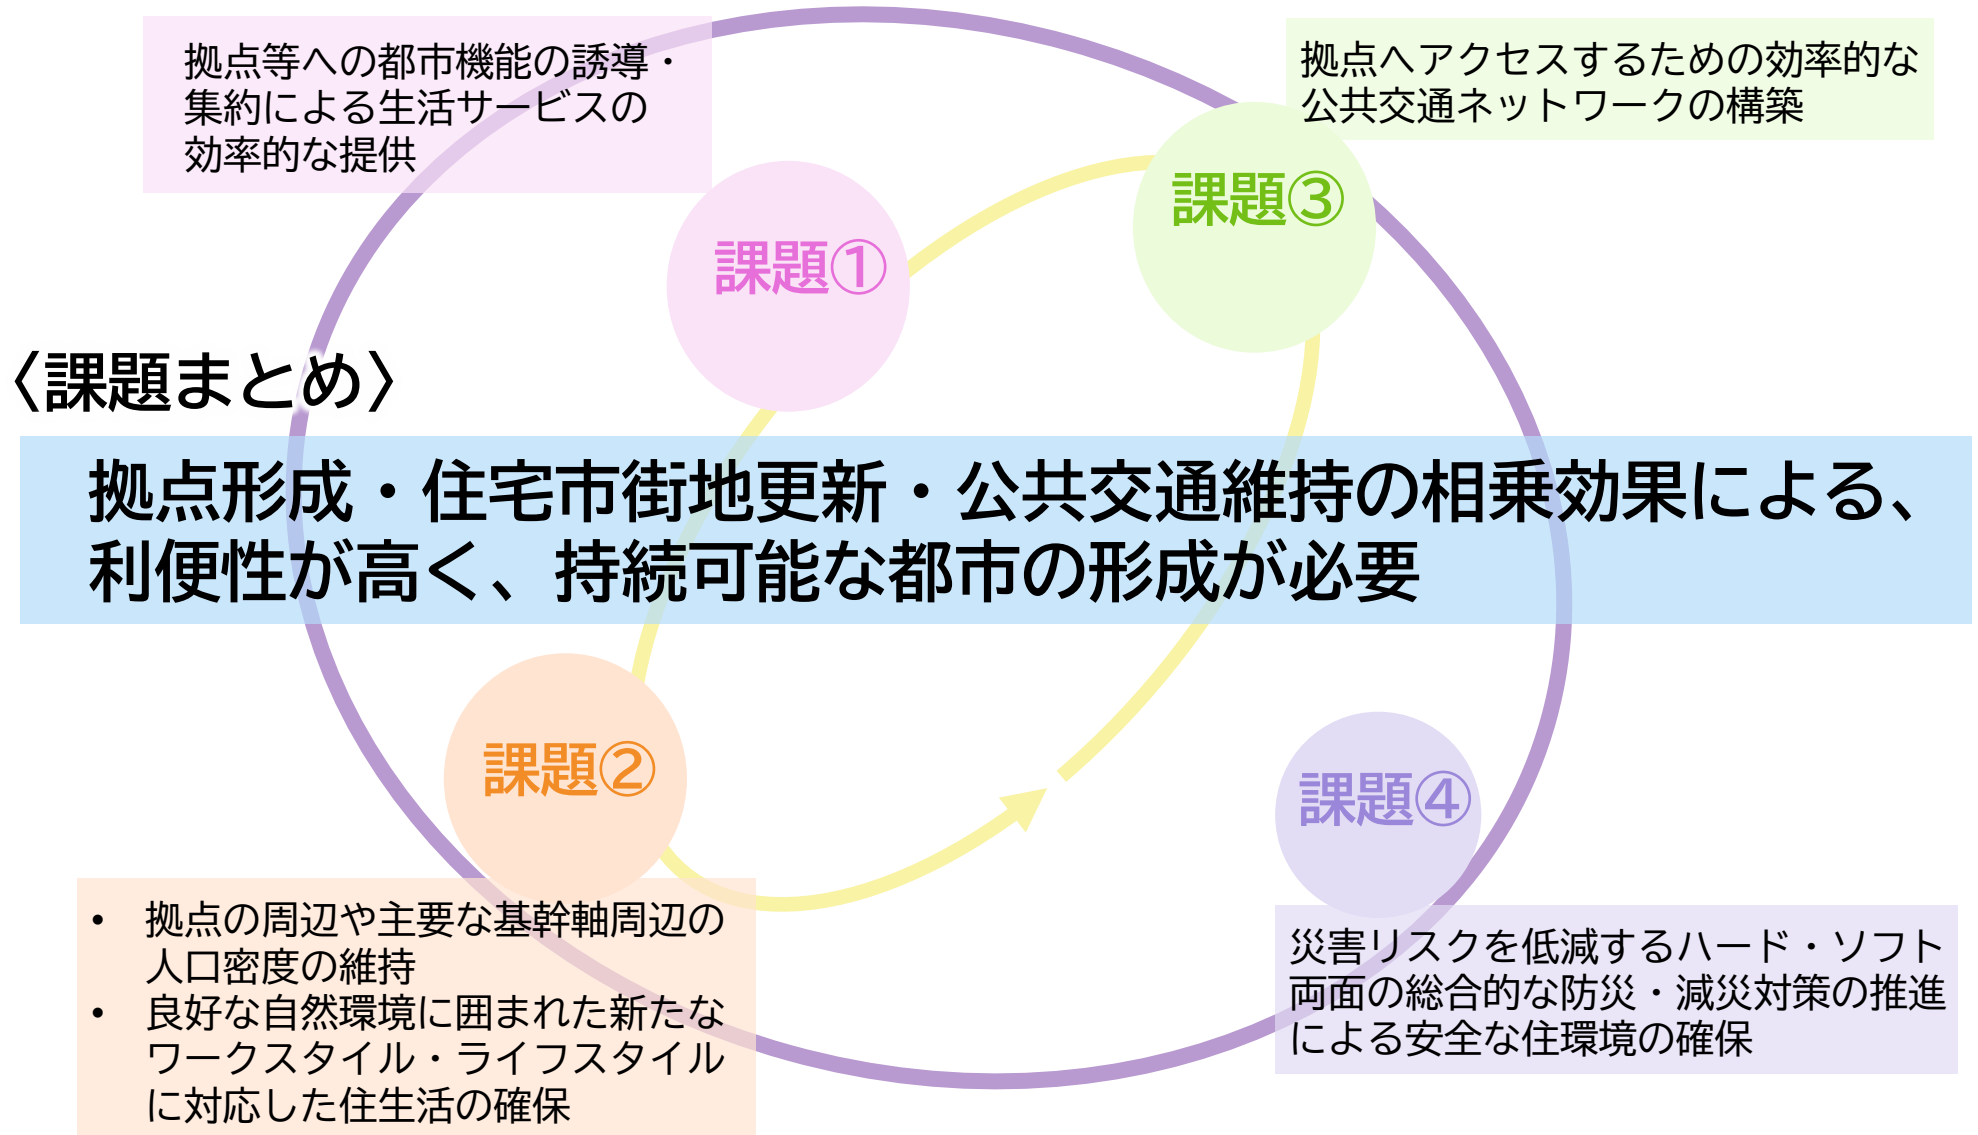 拠点等への都市機能の誘導・
集約による生活サービスの
効率的な提供
拠点へアクセスするための効率的な
公共交通ネットワークの構築
課題①
課題③
〈課題まとめ〉
拠点形成・住宅市街地更新・公共交通維持の相乗効果による、
利便性が高く、持続可能な都市の形成が必要
課題②
課題④
• 拠点の周辺や主要な基幹軸周辺の
人口密度の維持
• 良好な自然環境に囲まれた新たな
ワークスタイル・ライフスタイル
に対応した住生活の確保
災害リスクを低減するハード・ソフト
両面の総合的な防災・減災対策の推進
による安全な住環境の確保